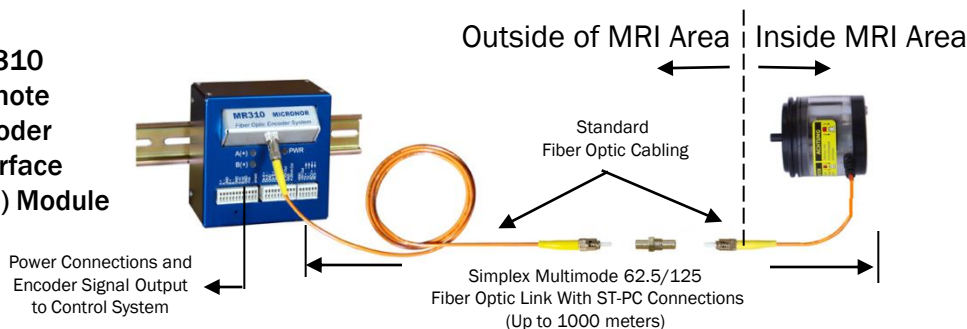 Outside of MRI Area
Inside MRI Area
310
note
oder
rface
) Module
MR310 MICRONOR
Fiber Optic Encoder System
A(+)
PWR
B(+)
Standard
Fiber Optic Cabling
Power Connections and
Encoder Signal Output
to Control System
Simplex Multimode 62.5/125
Fiber Optic Link With ST-PC Connections
(Up to 1000 meters)